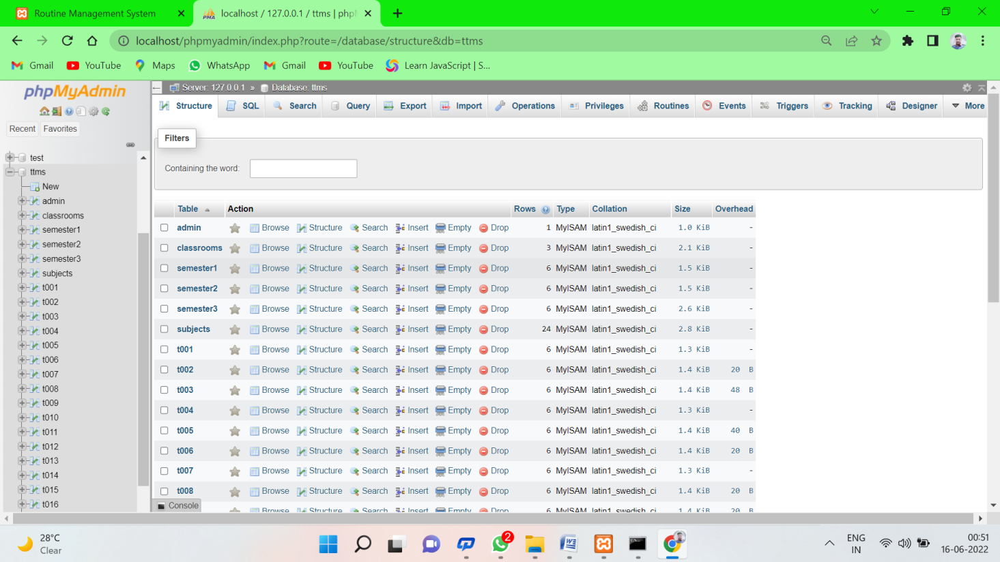 Routine Management System
localhost / 127.0.0.1 / ttms | php
localhost/phpmyadmin/index.php?route=/database/structure&db=ttms
Gmail YouTube Maps WhatsApp Gmail YouTube Learn JavaScript | S...
phpMyAdmin
Recent Favorites
test
ttms
New
admin
classrooms
semester1
semester2
semester3
subjects
t001
t002
t003
t004
t005
t006
t007
t008
t009
t010
t011
t012
t013
t014
t015
t016
Server: 127.0.0.1 » Database: ttms
Structure SQL Search Query Export Import Operations Privileges Routines Events Triggers Tracking Designer More
Filters
Containing the word:
Table Action Rows Type Collation Size Overhead
admin Browse Structure Search Insert Empty Drop 1 MyISAM latin1_swedish_ci 1.0 KiB -
classrooms Browse Structure Search Insert Empty Drop 3 MyISAM latin1_swedish_ci 2.1 KiB -
semester1 Browse Structure Search Insert Empty Drop 6 MyISAM latin1_swedish_ci 1.5 KiB -
semester2 Browse Structure Search Insert Empty Drop 6 MyISAM latin1_swedish_ci 1.5 KiB -
semester3 Browse Structure Search Insert Empty Drop 6 MyISAM latin1_swedish_ci 2.6 KiB -
subjects Browse Structure Search Insert Empty Drop 24 MyISAM latin1_swedish_ci 2.8 KiB -
t001 Browse Structure Search Insert Empty Drop 6 MyISAM latin1_swedish_ci 1.3 KiB -
t002 Browse Structure Search Insert Empty Drop 6 MyISAM latin1_swedish_ci 1.4 KiB 20 B
t003 Browse Structure Search Insert Empty Drop 6 MyISAM latin1_swedish_ci 1.4 KiB 48 B
t004 Browse Structure Search Insert Empty Drop 6 MyISAM latin1_swedish_ci 1.3 KiB -
t005 Browse Structure Search Insert Empty Drop 6 MyISAM latin1_swedish_ci 1.4 KiB 40 B
t006 Browse Structure Search Insert Empty Drop 6 MyISAM latin1_swedish_ci 1.4 KiB 20 B
t007 Browse Structure Search Insert Empty Drop 6 MyISAM latin1_swedish_ci 1.3 KiB -
t008 Browse Structure Search Insert Empty Drop 6 MyISAM latin1_swedish_ci 1.4 KiB 20 B
Browse Structure Search Insert Empty Drop 6 MyISAM latin1_swedish_ci 1.4 KiB 20 B
Console
28°C
Clear
2
ENG
IN
00:51
16-06-2022